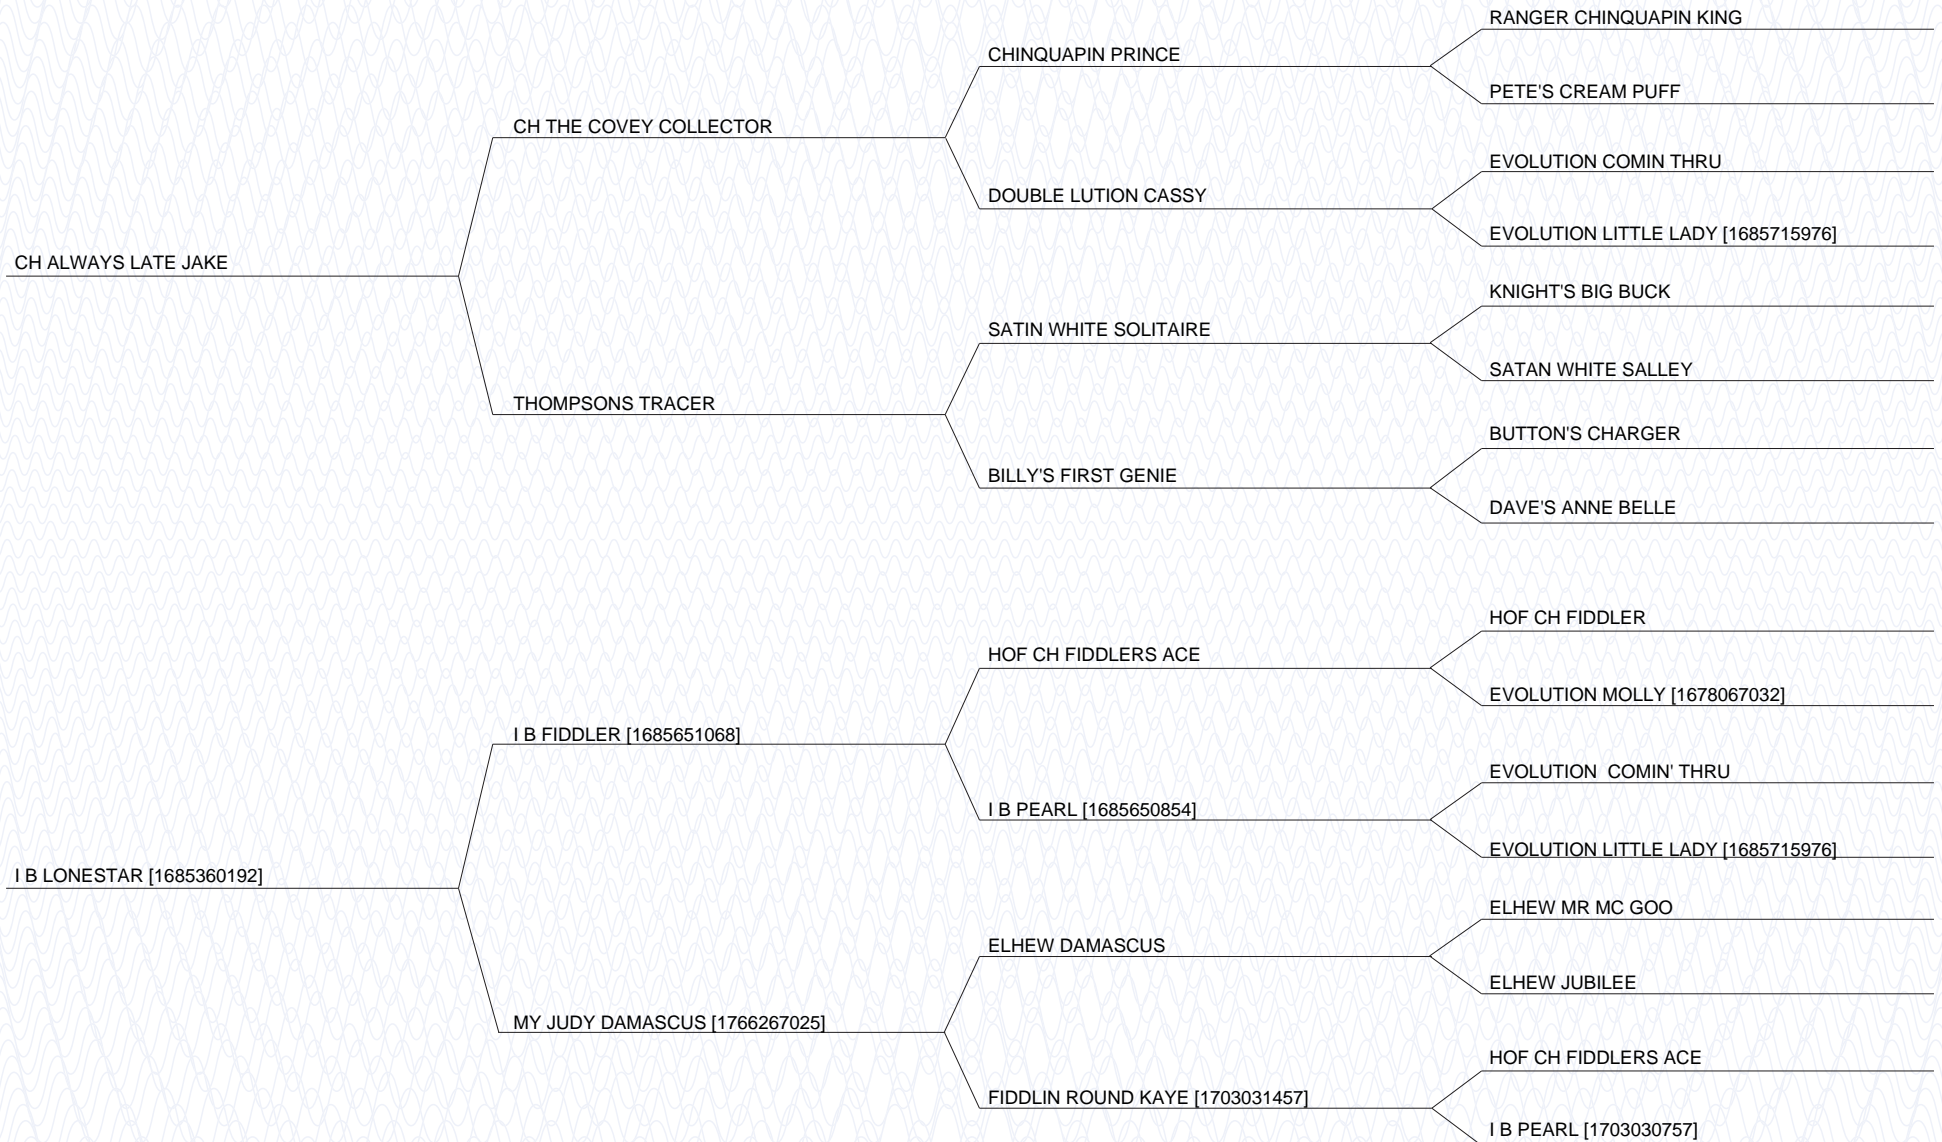 RANGER CHINQUAPIN KING
CHINQUAPIN PRINCE
PETE'S CREAM PUFF
CH THE COVEY COLLECTOR
EVOLUTION COMIN THRU
DOUBLE LUTION CASSY
EVOLUTION LITTLE LADY [1685715976]
CH ALWAYS LATE JAKE
KNIGHT'S BIG BUCK
SATIN WHITE SOLITAIRE
SATAN WHITE SALLEY
THOMPSONS TRACER
BUTTON'S CHARGER
BILLY'S FIRST GENIE
DAVE'S ANNE BELLE
HOF CH FIDDLER
HOF CH FIDDLERS ACE
EVOLUTION MOLLY [1678067032]
I B FIDDLER [1685651068]
EVOLUTION  COMIN' THRU
I B PEARL [1685650854]
EVOLUTION LITTLE LADY [1685715976]
I B LONESTAR [1685360192]
ELHEW MR MC GOO
ELHEW DAMASCUS
ELHEW JUBILEE
MY JUDY DAMASCUS [1766267025]
HOF CH FIDDLERS ACE
FIDDLIN ROUND KAYE [1703031457]
I B PEARL [1703030757]